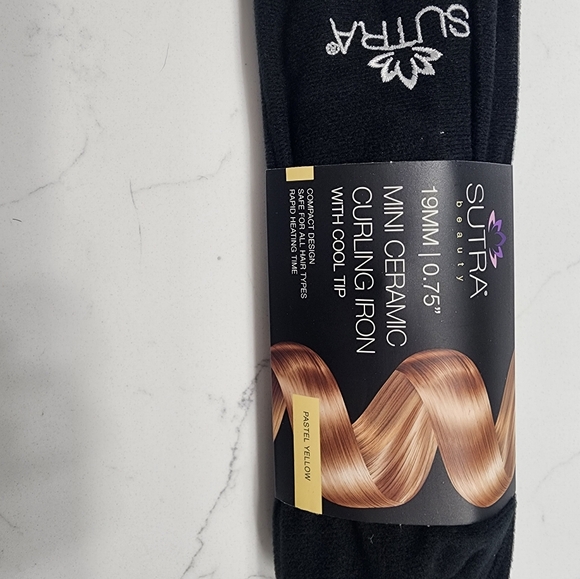 SUTRA®
SUTRA®
beauty
19MM | 0.75"
MINI CERAMIC
CURLING IRON
WITH COOL TIP
COMPACT DESIGN
SAFE FOR ALL HAIR TYPES
RAPID HEATING TIME
PASTEL YELLOW